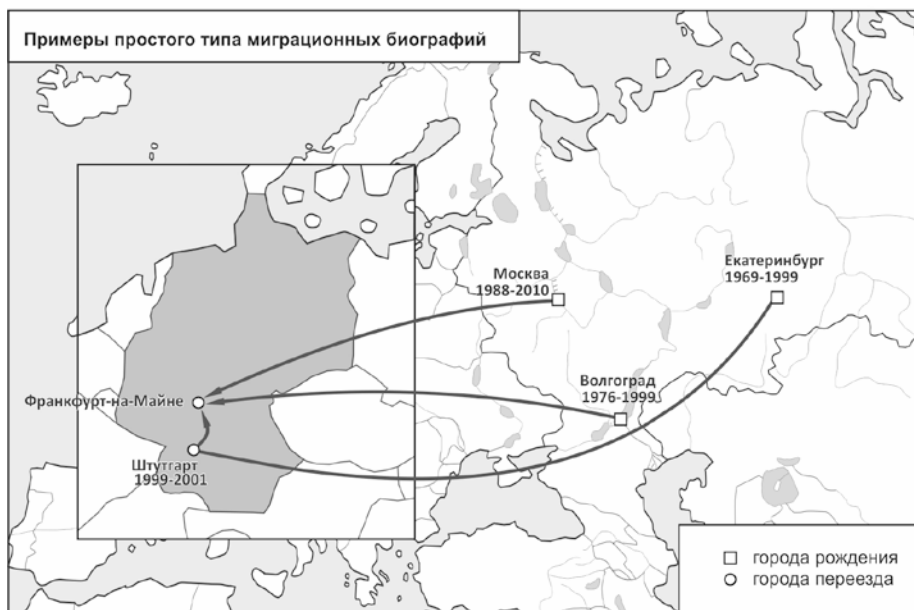 Примеры простого типа миграционных биографий
Москва
1988-2010
Екатеринбург
1969-1999
Волгоград
1976-1999
Франкфурт-на-Майне
Штутгарт
1999-2001
города рождения
города переезда